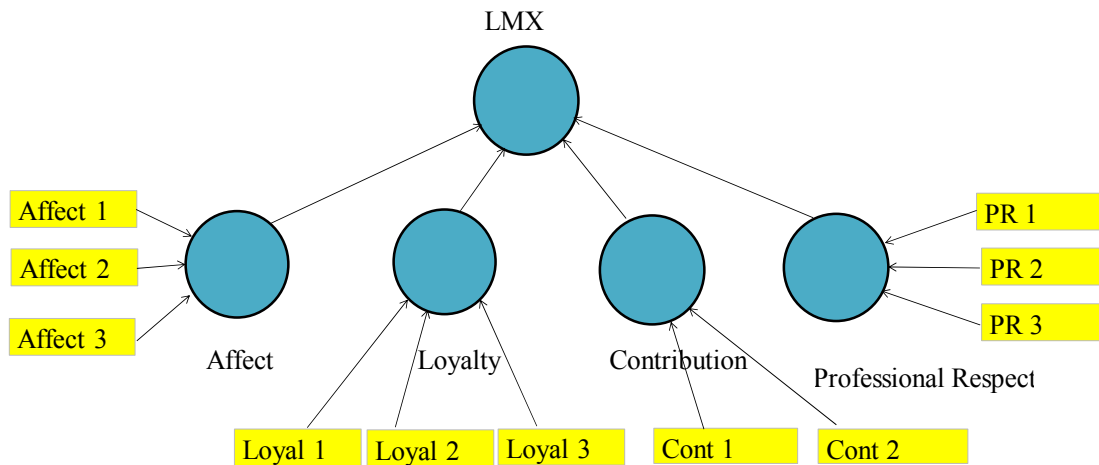 LMX
Affect 1
Affect 2
Affect 3
PR 1
PR 2
PR 3
Affect
Loyalty
Contribution
Professional Respect
Loyal 1
Loyal 2
Loyal 3
Cont 1
Cont 2